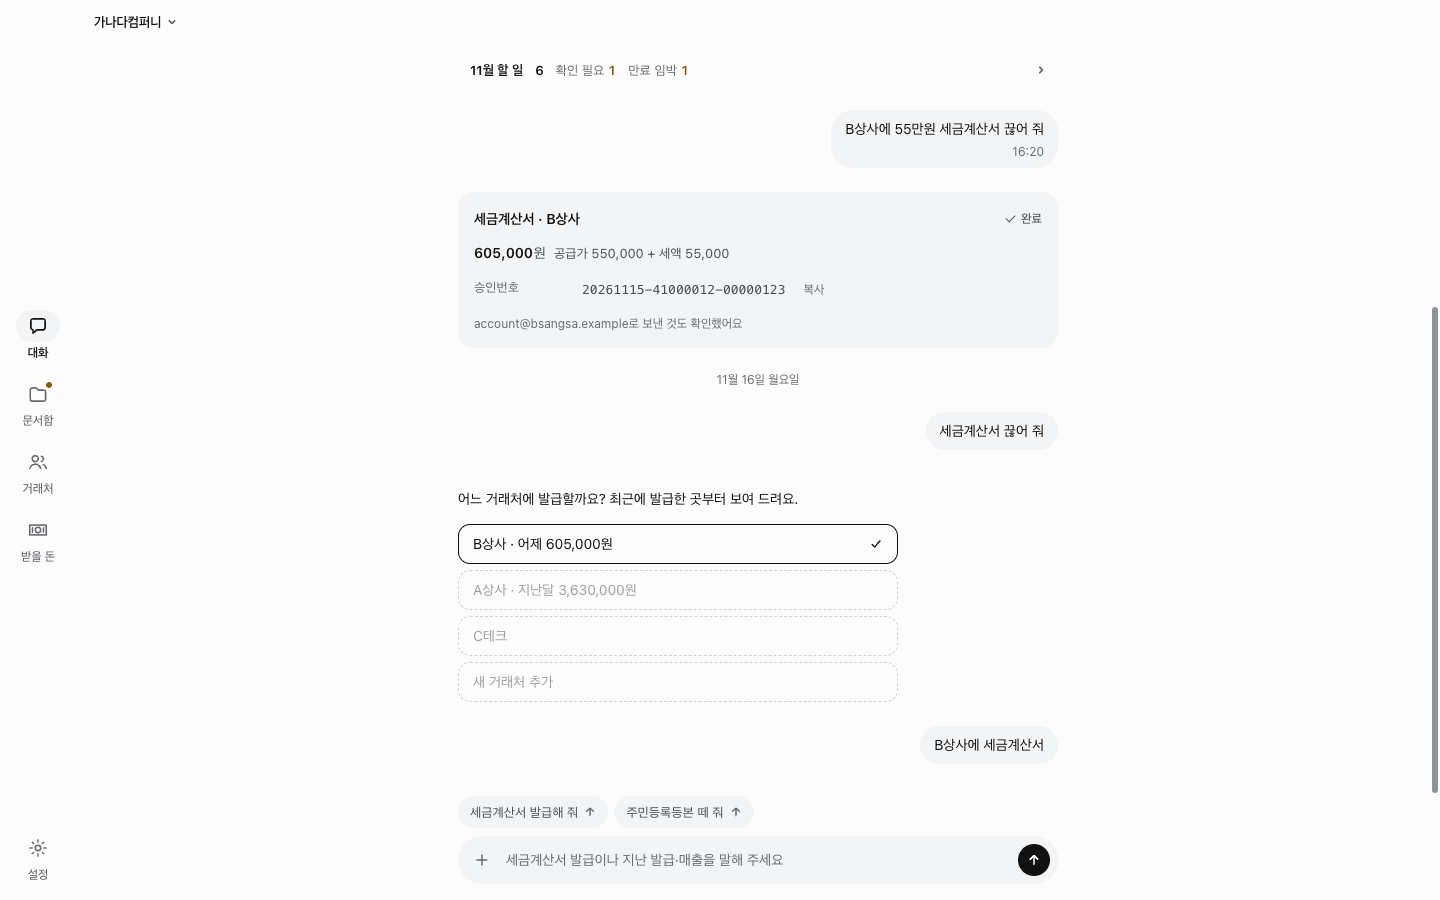 가나다컴퍼니
11월 할 일 6 확인 필요 1 만료 임박 1
B상사에 55만원 세금계산서 끊어 줘
16:20
세금계산서 · B상사 완료
605,000원 공급가 550,000 + 세액 55,000
승인번호 20261115-41000012-00000123 복사
account@bsangsa.example로 보낸 것도 확인했어요
11월 16일 월요일
세금계산서 끊어 줘
어느 거래처에 발급할까요? 최근에 발급한 곳부터 보여 드려요.
B상사 · 어제 605,000원
A상사 · 지난달 3,630,000원
C테크
새 거래처 추가
B상사에 세금계산서
세금계산서 발급해 줘 주민등록등본 떼 줘
세금계산서 발급이나 지난 발급·매출을 말해 주세요
대화
문서함
거래처
받을 돈
설정